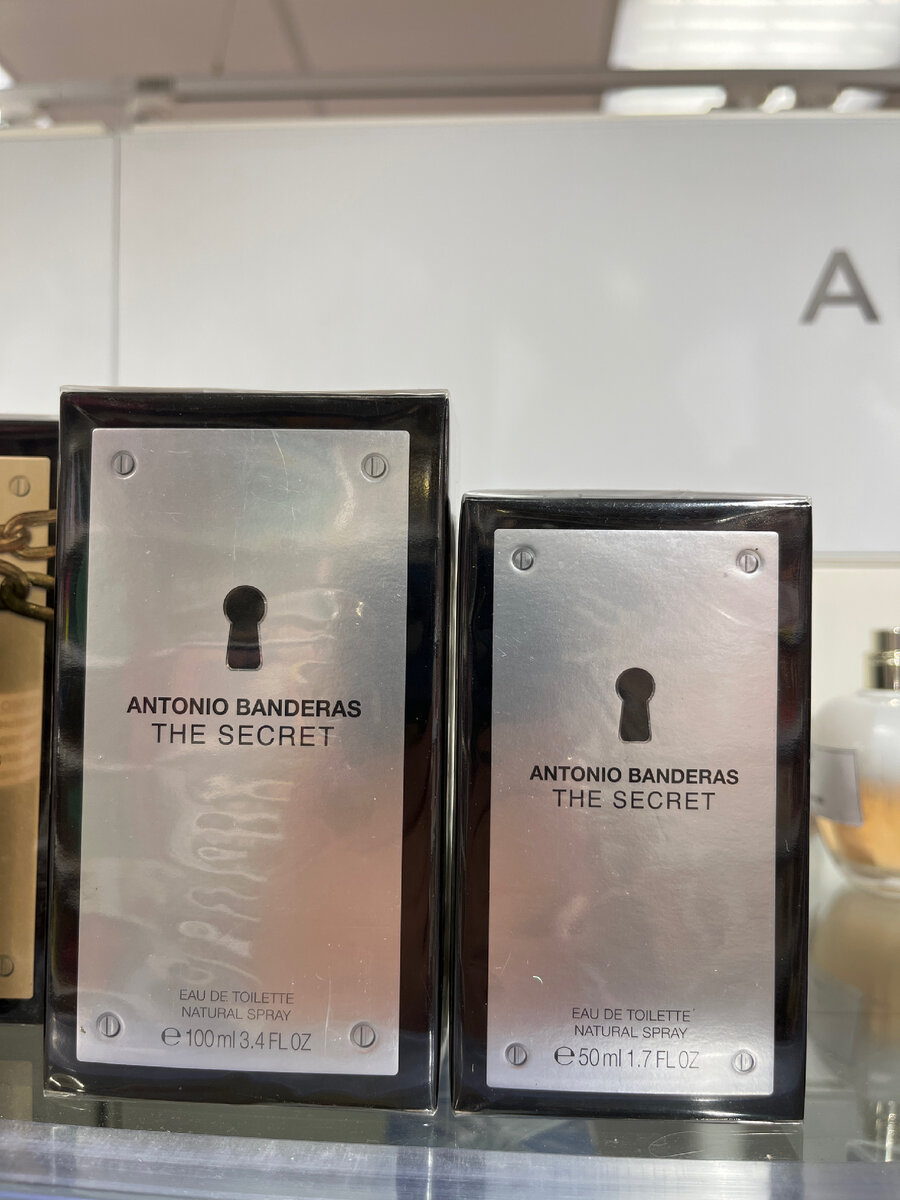 A
ANTONIO BANDERAS
THE SECRET
EAU DE TOILETTE
NATURAL SPRAY
℮ 100 ml 3.4 FL OZ
ANTONIO BANDERAS
THE SECRET
EAU DE TOILETTE
NATURAL SPRAY
℮ 50 ml 1.7 FL OZ